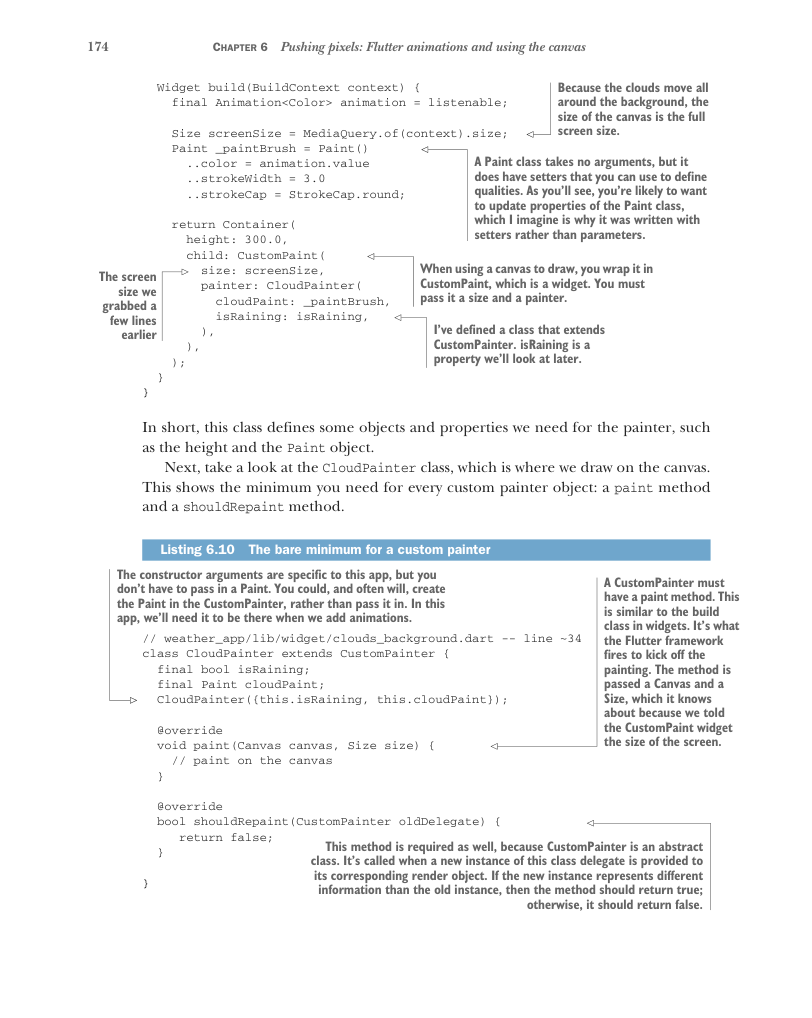 174 CHAPTER 6 Pushing pixels: Flutter animations and using the canvas
Widget build(BuildContext context) {
final Animation<Color> animation = listenable;
Size screenSize = MediaQuery.of(context).size;
Because the clouds move all
around the background, the
size of the canvas is the full
screen size.
Paint _paintBrush = Paint()
..color = animation.value
..strokeWidth = 3.0
..strokeCap = StrokeCap.round;
A Paint class takes no arguments, but it
does have setters that you can use to define
qualities. As you'll see, you're likely to want
to update properties of the Paint class,
which I imagine is why it was written with
setters rather than parameters.
return Container(
height: 300.0,
child: CustomPaint(
When using a canvas to draw, you wrap it in
CustomPaint, which is a widget. You must
pass it a size and a painter.
The screen
size we
grabbed a
few lines
earlier
size: screenSize,
painter: CloudPainter(
cloudPaint: _paintBrush,
isRaining: isRaining,
I've defined a class that extends
CustomPainter. isRaining is a
property we'll look at later.
),
),
);
}
}
In short, this class defines some objects and properties we need for the painter, such
as the height and the Paint object.
Next, take a look at the CloudPainter class, which is where we draw on the canvas.
This shows the minimum you need for every custom painter object: a paint method
and a shouldRepaint method.
Listing 6.10 The bare minimum for a custom painter
The constructor arguments are specific to this app, but you
don't have to pass in a Paint. You could, and often will, create
the Paint in the CustomPainter, rather than pass it in. In this
app, we'll need it to be there when we add animations.
// weather_app/lib/widget/clouds_background.dart -- line ~34
class CloudPainter extends CustomPainter {
final bool isRaining;
final Paint cloudPaint;
CloudPainter({this.isRaining, this.cloudPaint});
A CustomPainter must
have a paint method. This
is similar to the build
class in widgets. It's what
the Flutter framework
fires to kick off the
painting. The method is
passed a Canvas and a
Size, which it knows
about because we told
the CustomPaint widget
the size of the screen.
@override
void paint(Canvas canvas, Size size) {
// paint on the canvas
}
@override
bool shouldRepaint(CustomPainter oldDelegate) {
return false;
}
}
This method is required as well, because CustomPainter is an abstract
class. It's called when a new instance of this class delegate is provided to
its corresponding render object. If the new instance represents different
information than the old instance, then the method should return true;
otherwise, it should return false.